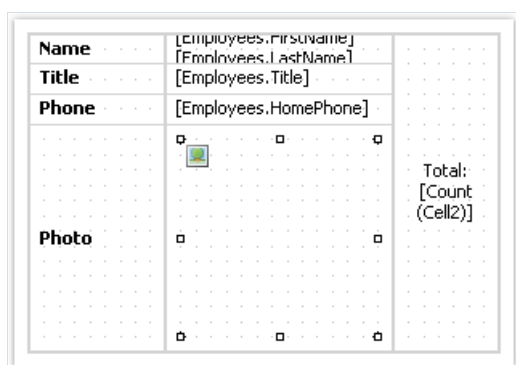 Name
[Employees.FirstName]
[Employees.LastName]
Title
[Employees.Title]
Phone
[Employees.HomePhone]
Photo
Total:
[Count
(Cell2)]